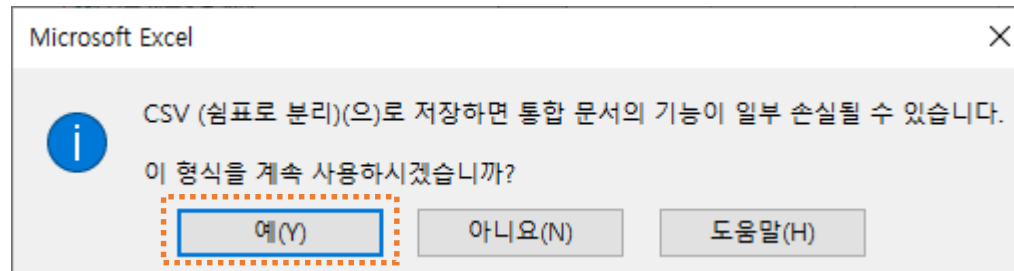 Microsoft Excel
CSV (쉼표로 분리)(으)로 저장하면 통합 문서의 기능이 일부 손실될 수 있습니다.
이 형식을 계속 사용하시겠습니까?
예(Y) 아니요(N) 도움말(H)